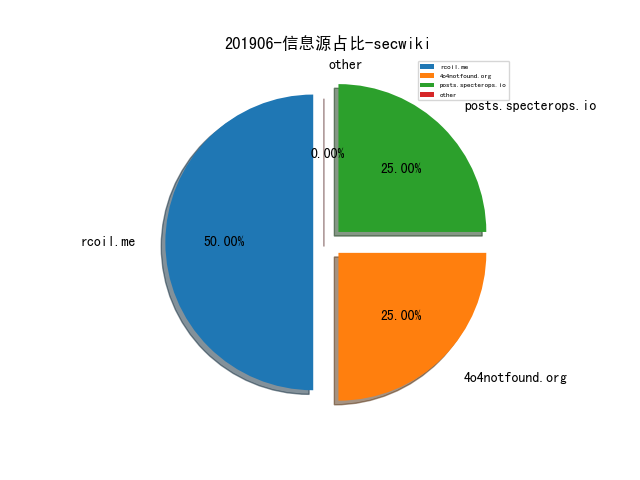 201906-信息源占比-secwiki
other
rcoil.me
4o4notfound.org
posts.specterops.io
other
posts.specterops.io
0.00%
25.00%
rcoil.me
50.00%
25.00%
4o4notfound.org